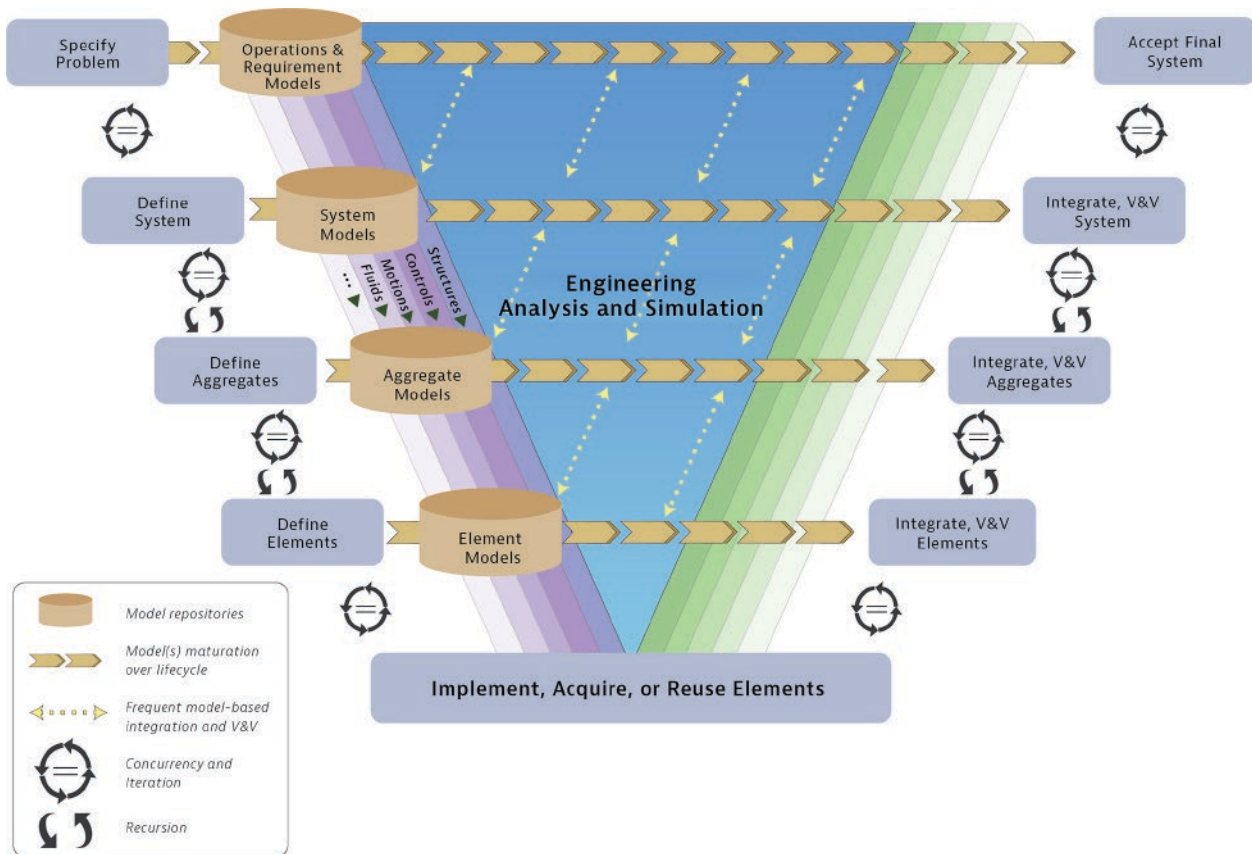 Specify
Problem
Operations &
Requirement
Models
Accept Final
System
Define
System
System
Models
Integrate, V&V
System
...
Fluids
Motions
Controls
Structures
Engineering
Analysis and Simulation
Define
Aggregates
Aggregate
Models
Integrate, V&V
Aggregates
Define
Elements
Element
Models
Integrate, V&V
Elements
Implement, Acquire, or Reuse Elements
Model repositories
Model(s) maturation
over lifecycle
Frequent model-based
integration and V&V
Concurrency and
Iteration
Recursion